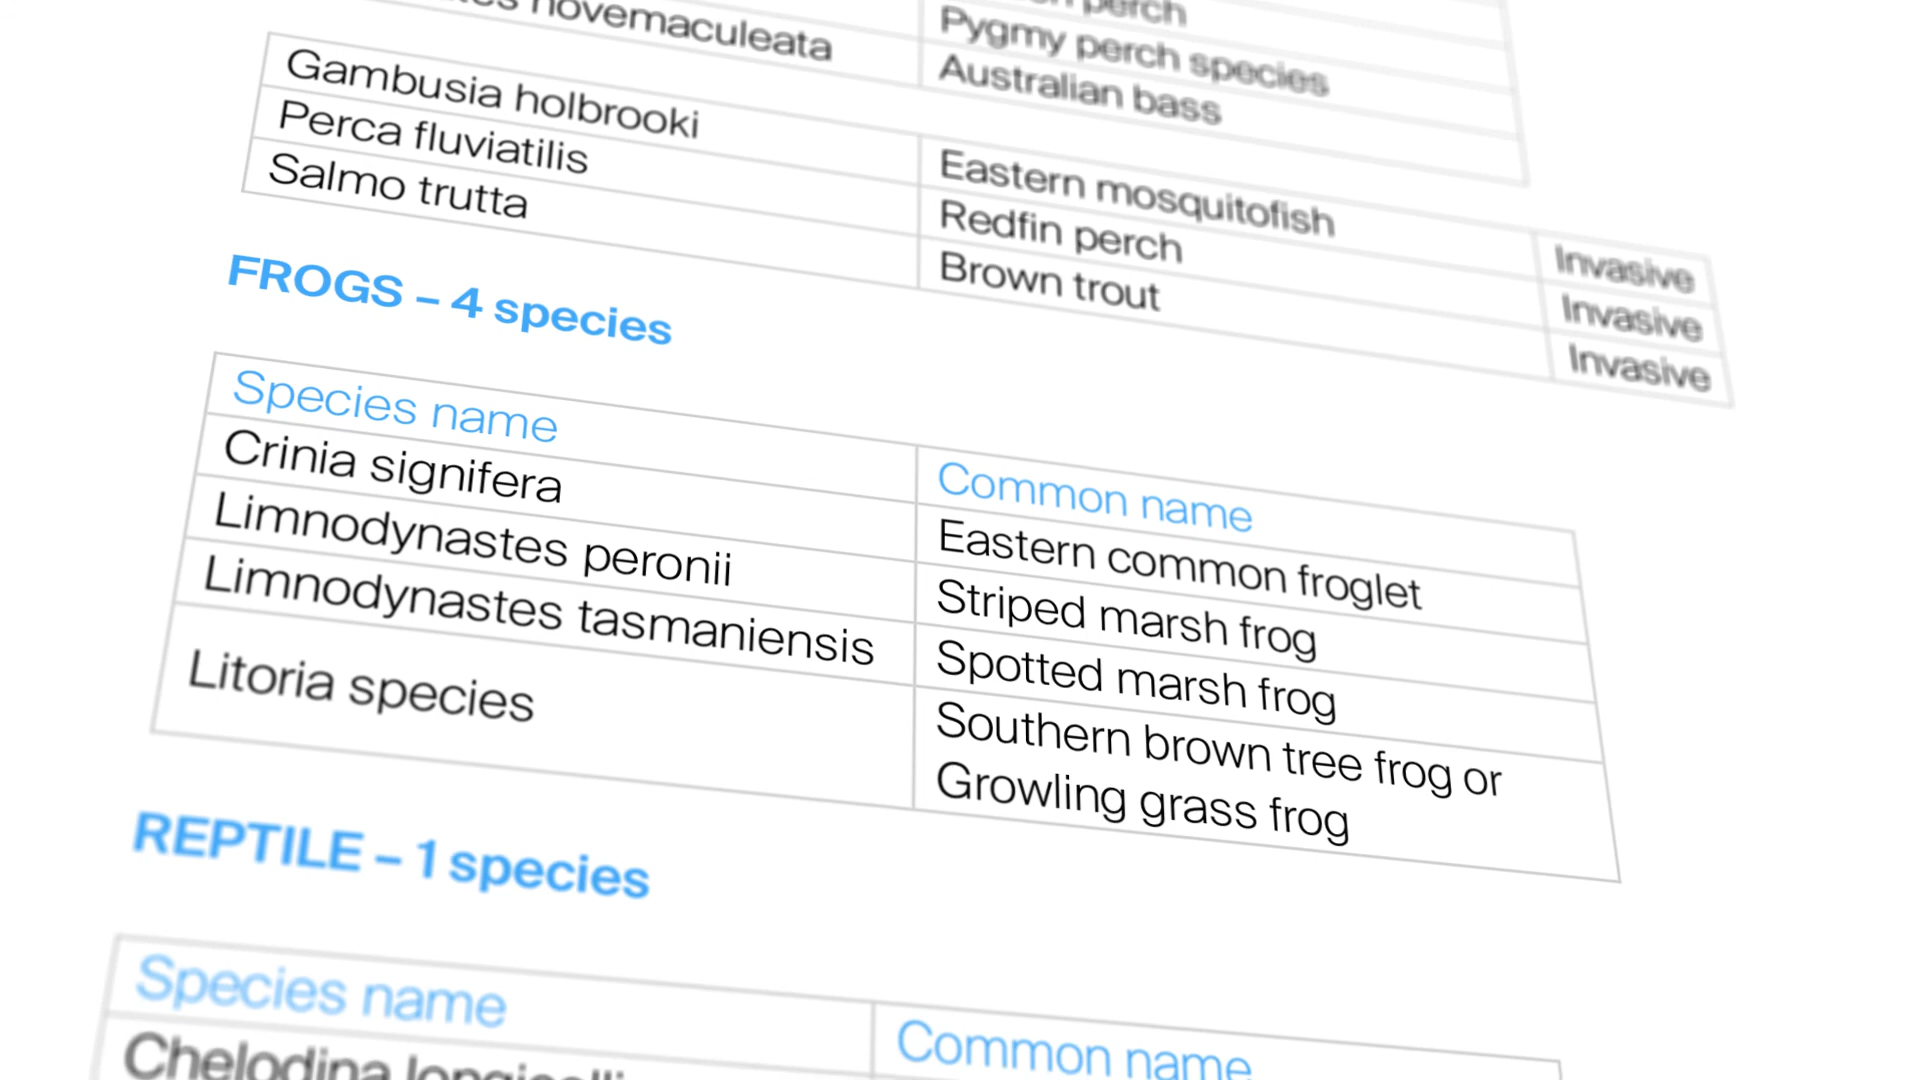 novemaculeata
perch
Pygmy perch species
Australian bass
Gambusia holbrooki
Eastern mosquitofish
Invasive
Perca fluviatilis
Redfin perch
Invasive
Salmo trutta
Brown trout
Invasive
FROGS – 4 species
Species name
Common name
Crinia signifera
Eastern common froglet
Limnodynastes peronii
Striped marsh frog
Limnodynastes tasmaniensis
Spotted marsh frog
Litoria species
Southern brown tree frog or
Growling grass frog
REPTILE – 1 species
Species name
Common name
Chelodina